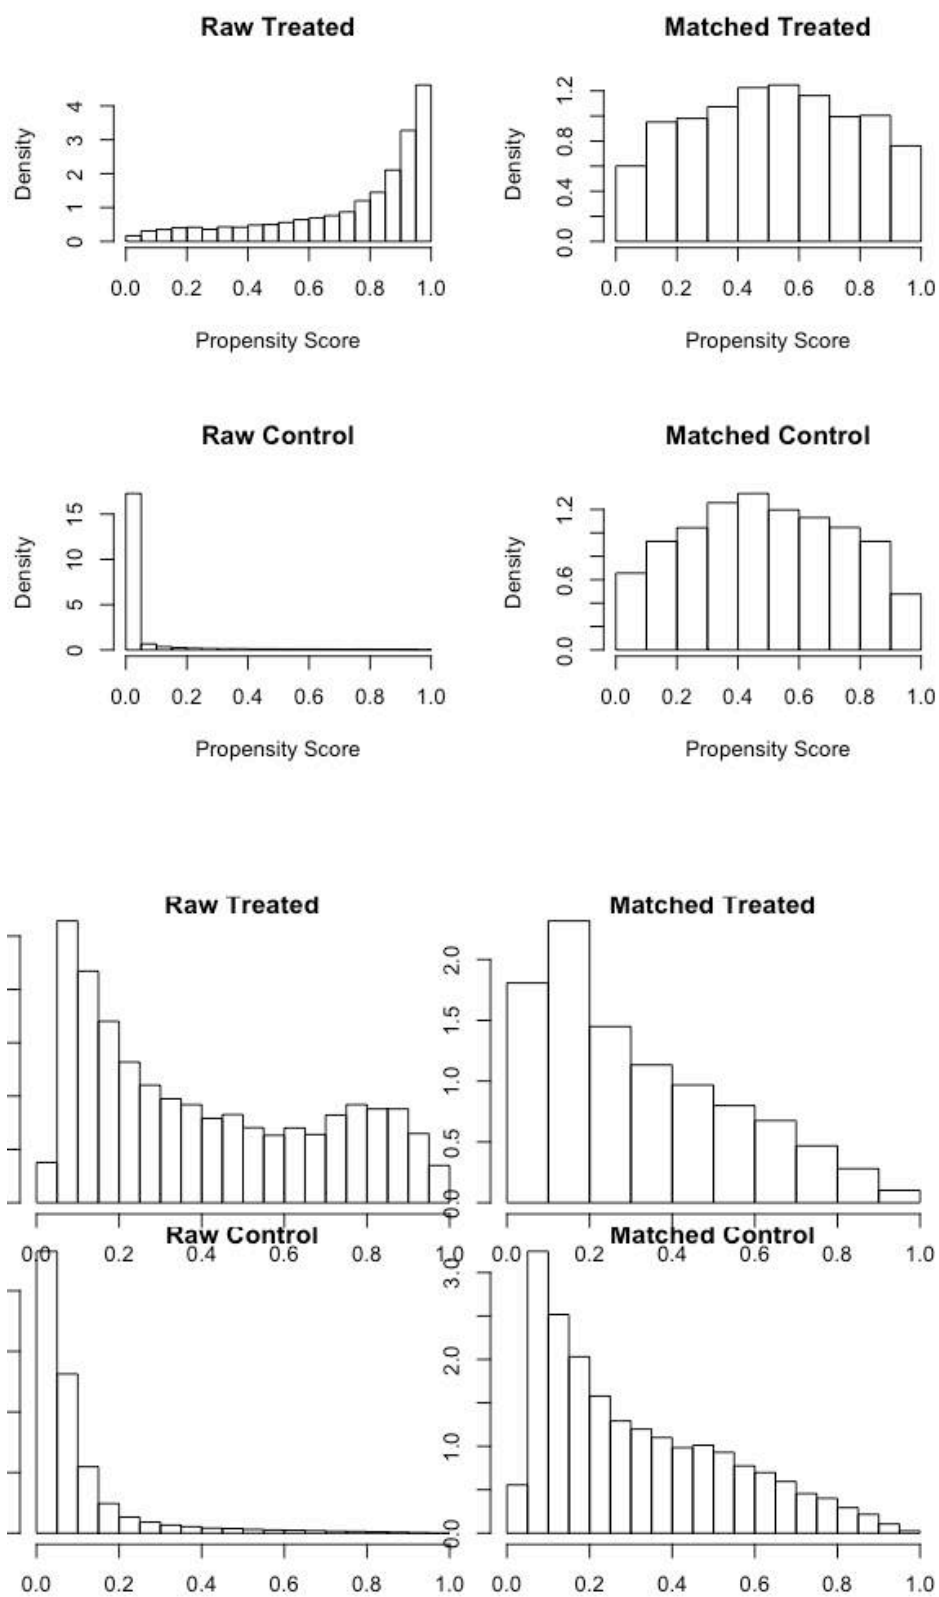 Raw Treated
Density
0 1 2 3 4
0.0 0.2 0.4 0.6 0.8 1.0
Propensity Score
Matched Treated
Density
0.0 0.4 0.8 1.2
0.0 0.2 0.4 0.6 0.8 1.0
Propensity Score
Raw Control
Density
0 5 10 15
0.0 0.2 0.4 0.6 0.8 1.0
Propensity Score
Matched Control
Density
0.0 0.6 1.2
0.0 0.2 0.4 0.6 0.8 1.0
Propensity Score
Raw Treated
0.0 0.2 0.4 0.6 0.8 1.0
Matched Treated
0.0 0.5 1.0 1.5 2.0
0.0 0.2 0.4 0.6 0.8 1.0
Raw Control
0.0 0.2 0.4 0.6 0.8 1.0
Matched Control
0.0 1.0 2.0 3.0
0.0 0.2 0.4 0.6 0.8 1.0